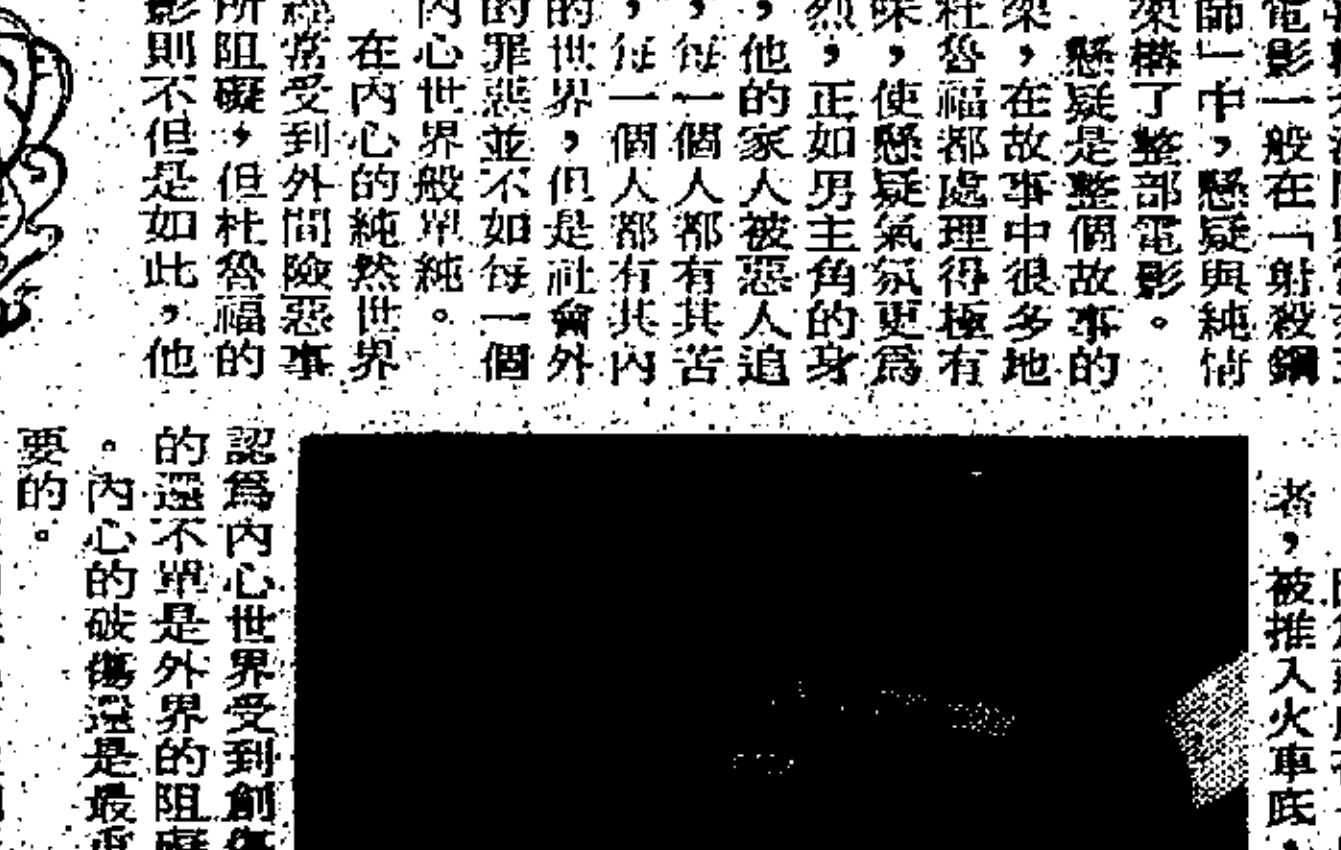 電影一般在「射殺鋼
師」中，懸疑與純情
架構了整部電影。
懸疑是整個故事的
架，在故事中很多地
杜魯福都處理得極有
味，使懸疑氣氛更爲
烈，正如男主角的身
，他的家人被惡人追
，每一個人都有其苦
，每一個人都有其內
的世界，但是社會外
的罪惡並不如每一個
內心世界般單純。
在內心的純然世界
經常受到外間險惡事
所阻礙，但杜魯福的
影則不但是如此，他
者，被推入火車底，
認爲內心世界受到創傷
的還不單是外界的阻礙
。內心的破傷還是最重
要的。